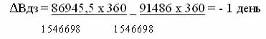 ΔВдз = 86945,5 х 360 _ 91486 х 360 = - 1 день
1546698 1546698